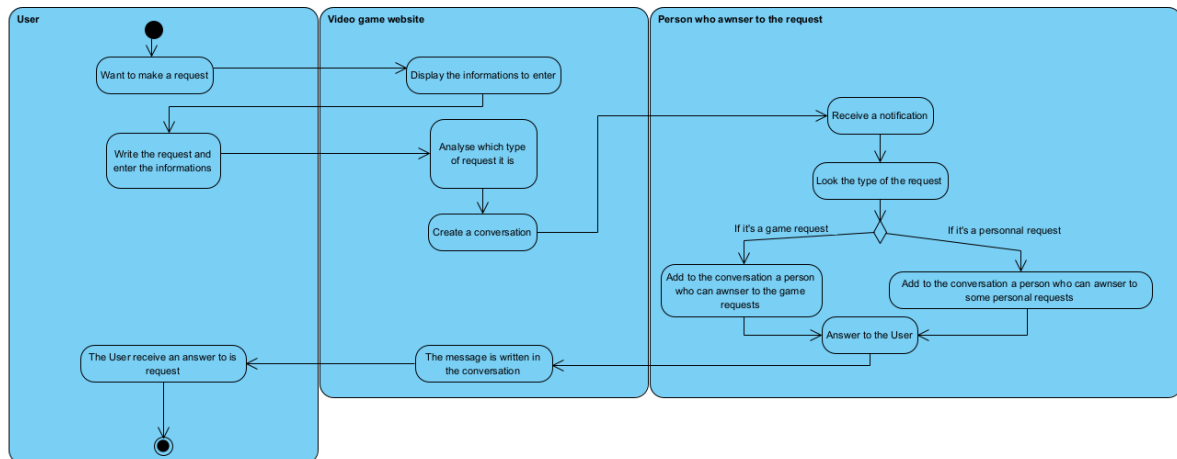 User
Video game website
Person who awnser to the request
Want to make a request
Display the informations to enter
Write the request and
enter the informations
Analyse which type
of request it is
Create a conversation
Receive a notification
Look the type of the request
If it's a game request
If it's a personnal request
Add to the conversation a person
who can awnser to the game
requests
Add to the conversation a person who can awnser to
some personal requests
Answer to the User
The message is written in
the conversation
The User receive an answer to is
request